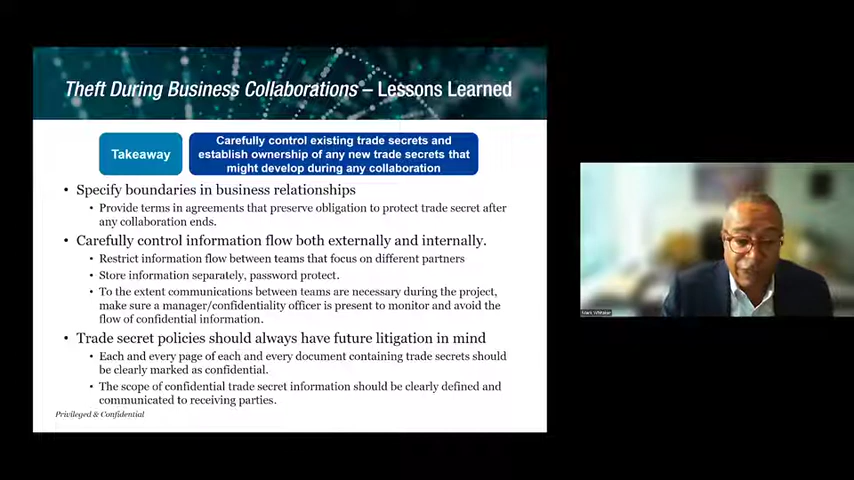 Theft During Business Collaborations – Lessons Learned
Takeaway
Carefully control existing trade secrets and
establish ownership of any new trade secrets that
might develop during any collaboration
• Specify boundaries in business relationships
• Provide terms in agreements that preserve obligation to protect trade secret after
any collaboration ends.
• Carefully control information flow both externally and internally.
• Restrict information flow between teams that focus on different partners
• Store information separately, password protect.
• To the extent communications between teams are necessary during the project,
make sure a manager/confidentiality officer is present to monitor and avoid the
flow of confidential information.
• Trade secret policies should always have future litigation in mind
• Each and every page of each and every document containing trade secrets should
be clearly marked as confidential.
• The scope of confidential trade secret information should be clearly defined and
communicated to receiving parties.
Privileged & Confidential
Mark Whitaker